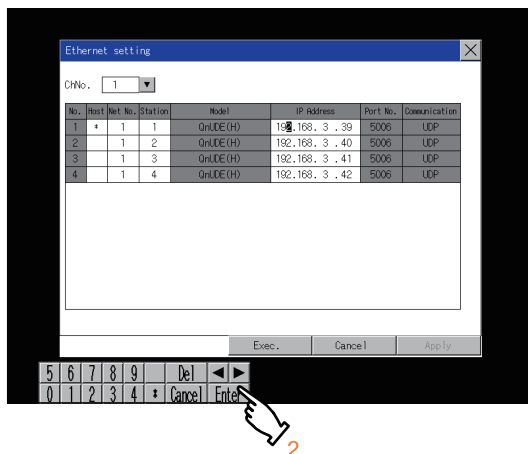 Ethernet setting
ChNo. 1
No. Host Net No. Station Model IP Address Port No. Communication
1 * 1 1 QnUDE(H) 192.168. 3 .39 5006 UDP
2 1 2 QnUDE(H) 192.168. 3 .40 5006 UDP
3 1 3 QnUDE(H) 192.168. 3 .41 5006 UDP
4 1 4 QnUDE(H) 192.168. 3 .42 5006 UDP
Exec. Cancel Apply
5 6 7 8 9 Del
0 1 2 3 4 * Cancel Enter
2